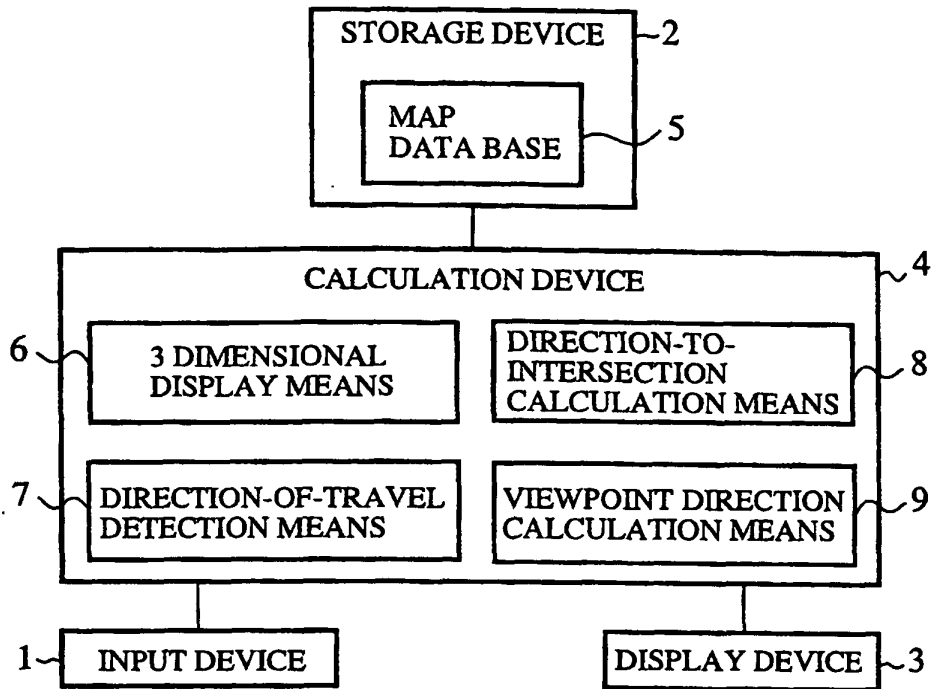 STORAGE DEVICE 2
MAP
DATA BASE 5
CALCULATION DEVICE 4
6 3 DIMENSIONAL
DISPLAY MEANS
DIRECTION-TO-
INTERSECTION
CALCULATION MEANS 8
7 DIRECTION-OF-TRAVEL
DETECTION MEANS
VIEWPOINT DIRECTION
CALCULATION MEANS 9
1 INPUT DEVICE
DISPLAY DEVICE 3